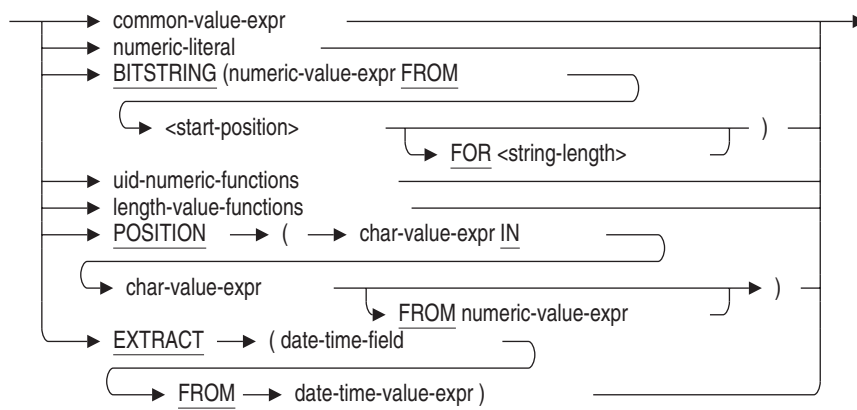 common-value-expr
numeric-literal
BITSTRING (numeric-value-expr FROM
<start-position> )
FOR <string-length>
uid-numeric-functions
length-value-functions
POSITION ( char-value-expr IN
char-value-expr )
FROM numeric-value-expr
EXTRACT ( date-time-field
FROM date-time-value-expr )